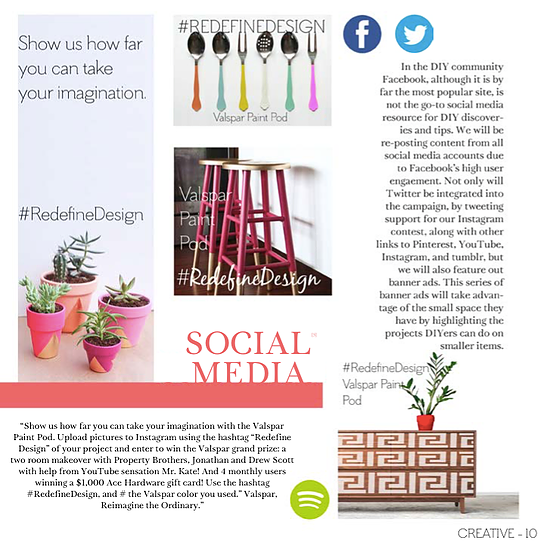 Show us how far
you can take
your imagination.
#RedefineDesign
#REDEFINEDESIGN
Valspar Paint Pod
Valspar
Paint
Pod
#RedefineDesign
In the DIY community
Facebook, although it is by
far the most popular site, is
not the go-to social media
resource for DIY discover-
ies and tips. We will be
re-posting content from all
social media accounts due
to Facebook's high user
engaement. Not only will
Twitter be integrated into
the campaign, by tweeting
support for our Instagram
contest, along with other
links to Pinterest, YouTube,
Instagram, and tumblr, but
we will also feature out
banner ads. This series of
banner ads will take advan-
tage of the small space they
have by highlighting the
projects DIYers can do on
smaller items.
SOCIAL
MEDIA
#RedefineDesign
Valspar Paint
Pod
"Show us how far you can take your imagination with the Valspar
Paint Pod. Upload pictures to Instagram using the hashtag "Redefine
Design" of your project and enter to win the Valspar grand prize: a
two room makeover with Property Brothers, Jonathan and Drew Scott
with help from YouTube sensation Mr. Kate! And 4 monthly users
winning a $1,000 Ace Hardware gift card! Use the hashtag
#RedefineDesign, and # the Valspar color you used." Valspar,
Reimagine the Ordinary."
CREATIVE - 10